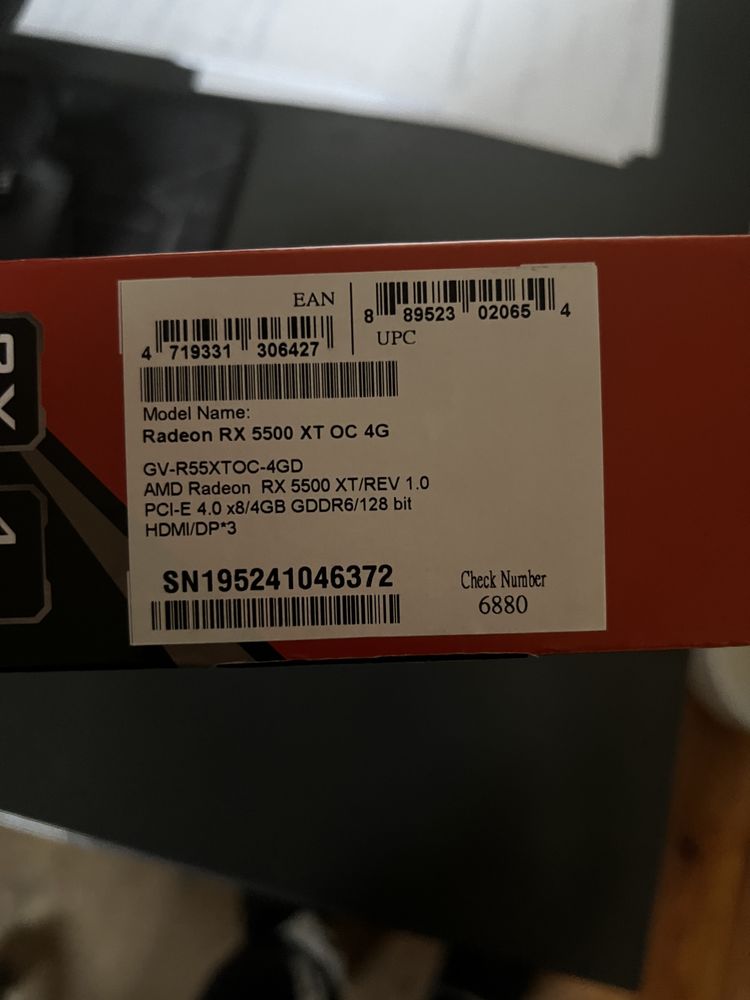 EAN
4 719331 306427
8 89523 02065 4
UPC
Model Name:
Radeon RX 5500 XT OC 4G
GV-R55XTOC-4GD
AMD Radeon RX 5500 XT/REV 1.0
PCI-E 4.0 x8/4GB GDDR6/128 bit
HDMI/DP*3
SN195241046372
Check Number
6880
RX